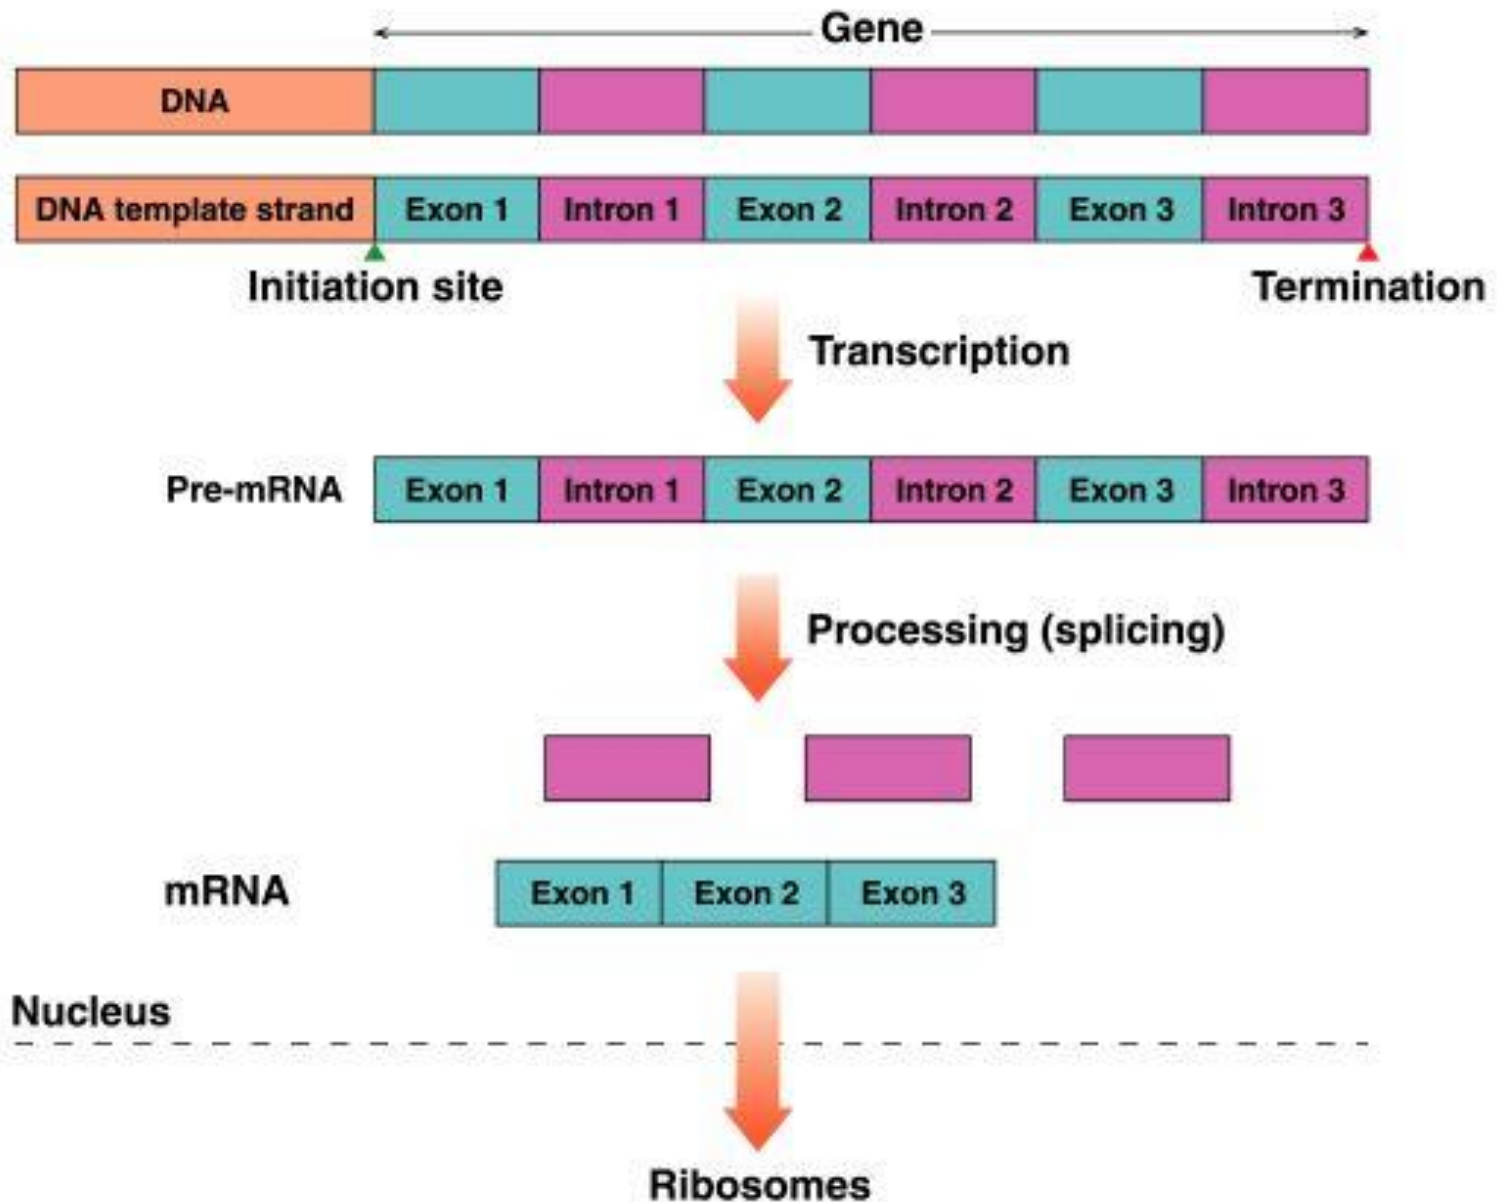 Gene
DNA
DNA template strand Exon 1 Intron 1 Exon 2 Intron 2 Exon 3 Intron 3
Initiation site Termination
Transcription
Pre-mRNA Exon 1 Intron 1 Exon 2 Intron 2 Exon 3 Intron 3
Processing (splicing)
mRNA Exon 1 Exon 2 Exon 3
Nucleus
Ribosomes